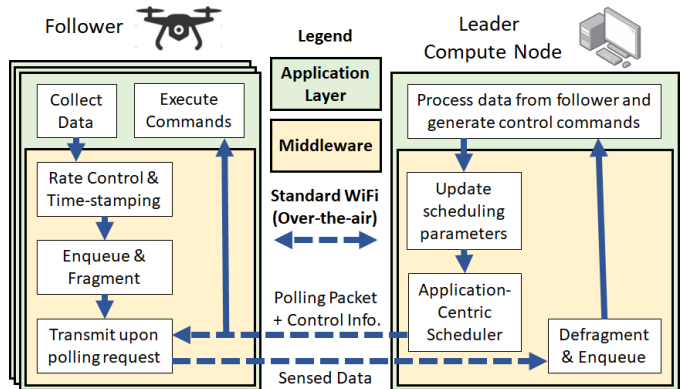 Follower
Collect
Data
Execute
Commands
Rate Control &
Time-stamping
Enqueue &
Fragment
Transmit upon
polling request
Legend
Application
Layer
Middleware
Standard WiFi
(Over-the-air)
Polling Packet
+ Control Info.
Sensed Data
Leader
Compute Node
Process data from follower and
generate control commands
Update
scheduling
parameters
Application-
Centric
Scheduler
Defragment
& Enqueue